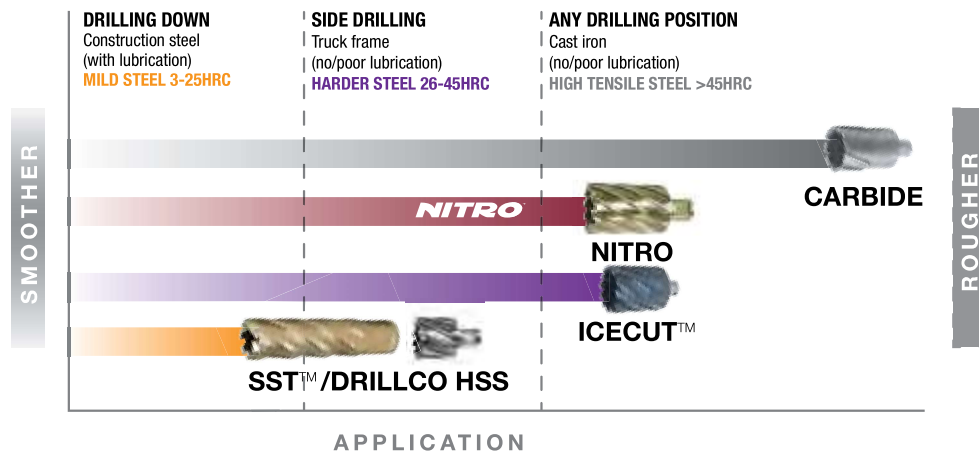 DRILLING DOWN
Construction steel
(with lubrication)
MILD STEEL 3-25HRC
SIDE DRILLING
Truck frame
(no/poor lubrication)
HARDER STEEL 26-45HRC
ANY DRILLING POSITION
Cast iron
(no/poor lubrication)
HIGH TENSILE STEEL >45HRC
SMOOTHER
ROUGHER
CARBIDE
NITRO
NITRO
ICECUT™
SST™/DRILLCO HSS
APPLICATION